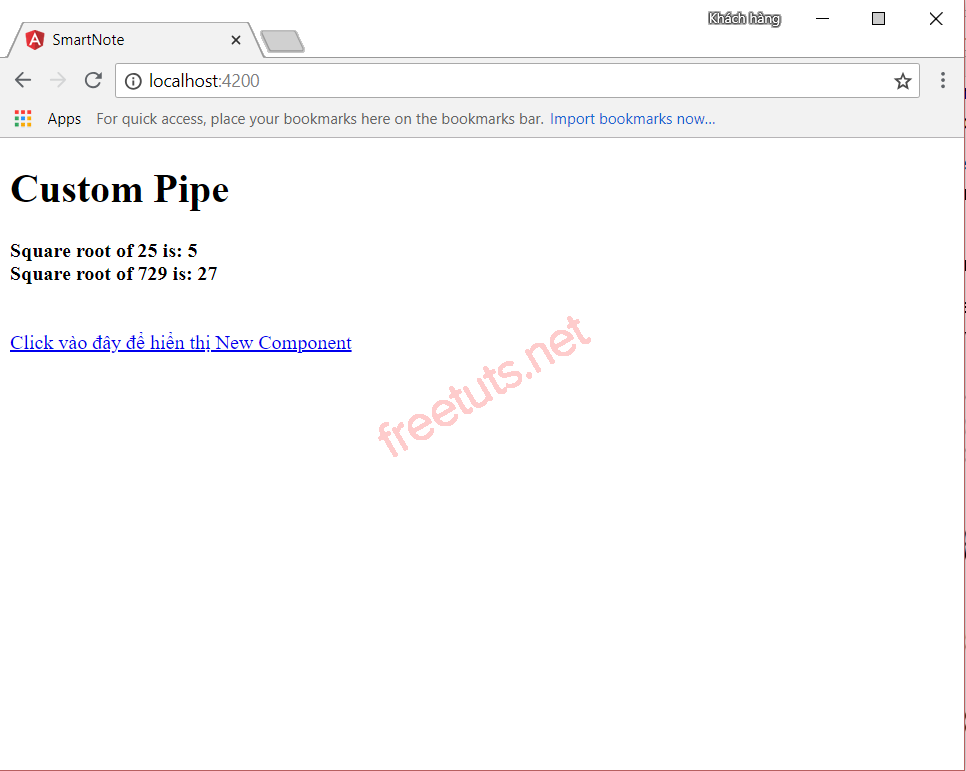 Khách hàng
SmartNote
localhost:4200
Apps For quick access, place your bookmarks here on the bookmarks bar. Import bookmarks now...
Custom Pipe
Square root of 25 is: 5
Square root of 729 is: 27
Click vào đây để hiển thị New Component
freetuts.net